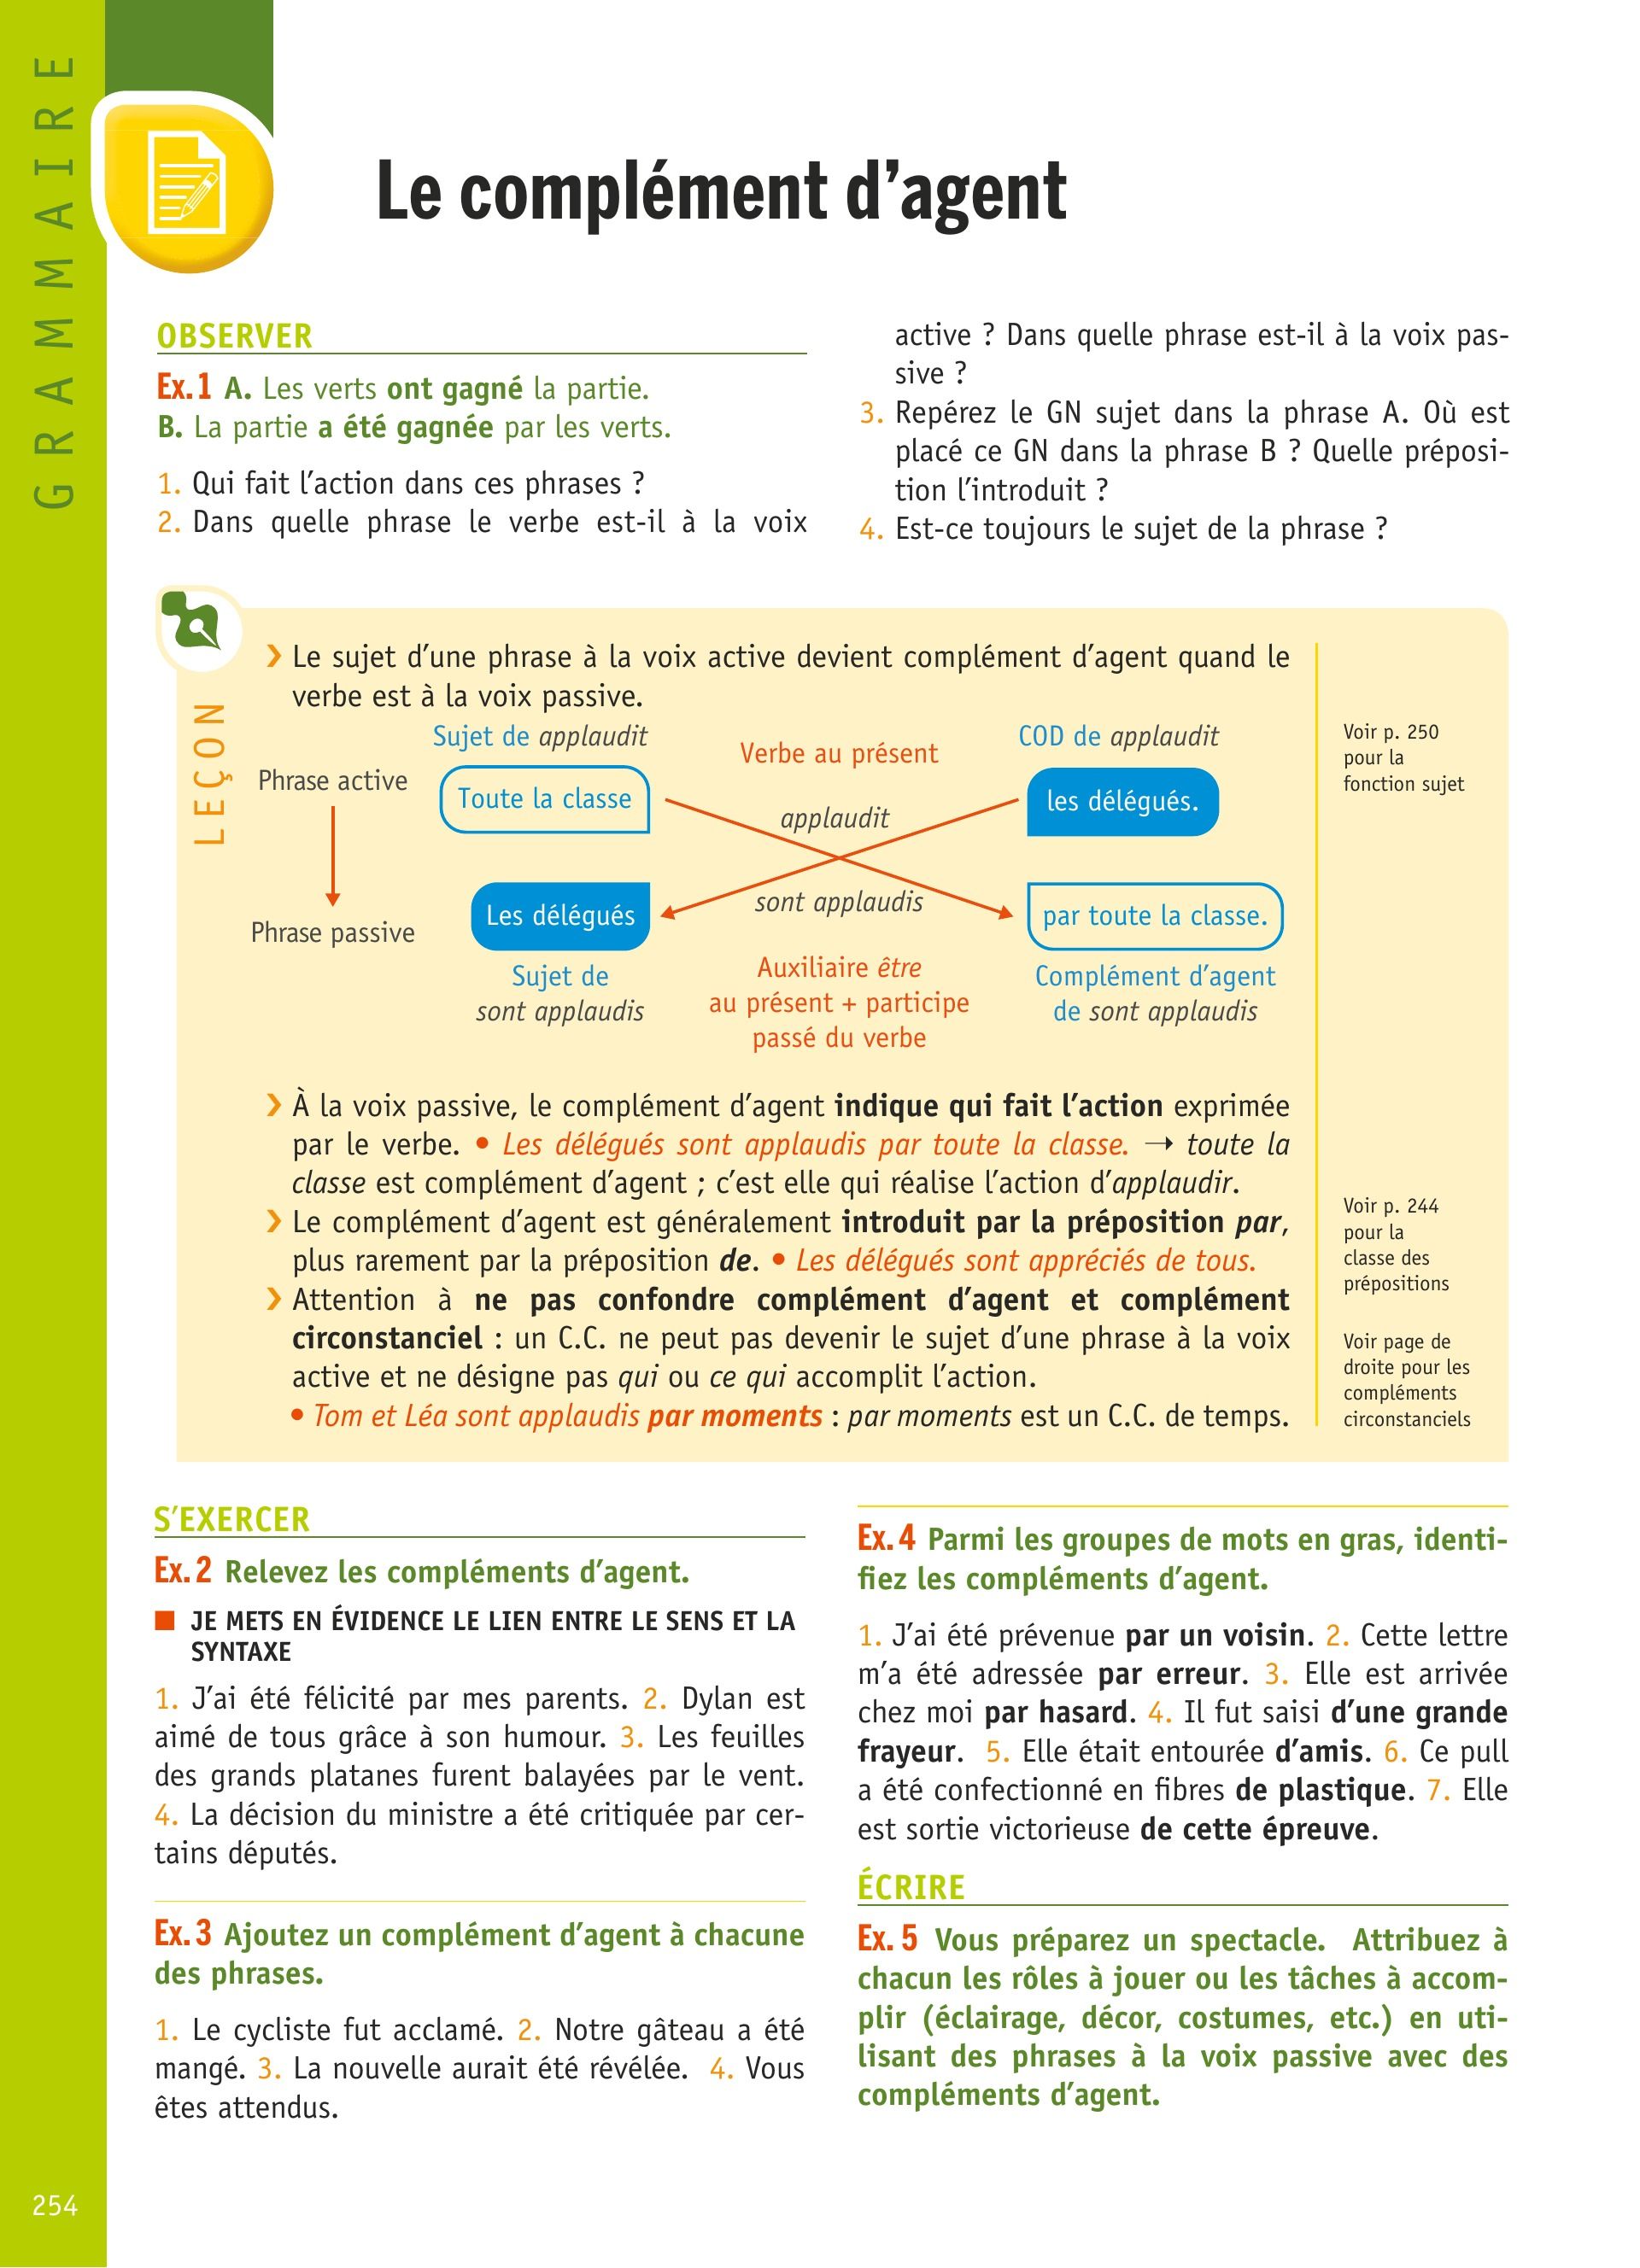 GRAMMAIRE
Le complément d'agent
OBSERVER
Ex. 1 A. Les verts ont gagné la partie.
B. La partie a été gagnée par les verts.
1. Qui fait l'action dans ces phrases ?
2. Dans quelle phrase le verbe est-il à la voix
active ? Dans quelle phrase est-il à la voix pas-
sive ?
3. Repérez le GN sujet dans la phrase A. Où est
placé ce GN dans la phrase B ? Quelle préposi-
tion l'introduit ?
4. Est-ce toujours le sujet de la phrase ?
LEÇON
› Le sujet d'une phrase à la voix active devient complément d'agent quand le
verbe est à la voix passive.
Sujet de applaudit
Verbe au présent
COD de applaudit
Phrase active
Toute la classe
applaudit
les délégués.
Phrase passive
Les délégués
sont applaudis
par toute la classe.
Sujet de
sont applaudis
Auxiliaire être
au présent + participe
passé du verbe
Complément d'agent
de sont applaudis
Voir p. 250
pour la
fonction sujet
› À la voix passive, le complément d'agent indique qui fait l'action exprimée
par le verbe. • Les délégués sont applaudis par toute la classe. → toute la
classe est complément d'agent ; c'est elle qui réalise l'action d'applaudir.
› Le complément d'agent est généralement introduit par la préposition par,
plus rarement par la préposition de. • Les délégués sont appréciés de tous.
› Attention à ne pas confondre complément d'agent et complément
circonstanciel : un C.C. ne peut pas devenir le sujet d'une phrase à la voix
active et ne désigne pas qui ou ce qui accomplit l'action.
• Tom et Léa sont applaudis par moments : par moments est un C.C. de temps.
Voir p. 244
pour la
classe des
prépositions
Voir page de
droite pour les
compléments
circonstanciels
S'EXERCER
Ex. 2 Relevez les compléments d'agent.
■ JE METS EN ÉVIDENCE LE LIEN ENTRE LE SENS ET LA
SYNTAXE
1. J'ai été félicité par mes parents. 2. Dylan est
aimé de tous grâce à son humour. 3. Les feuilles
des grands platanes furent balayées par le vent.
4. La décision du ministre a été critiquée par cer-
tains députés.
Ex. 3 Ajoutez un complément d'agent à chacune
des phrases.
1. Le cycliste fut acclamé. 2. Notre gâteau a été
mangé. 3. La nouvelle aurait été révélée. 4. Vous
êtes attendus.
Ex. 4 Parmi les groupes de mots en gras, identi-
fiez les compléments d'agent.
1. J'ai été prévenue par un voisin. 2. Cette lettre
m'a été adressée par erreur. 3. Elle est arrivée
chez moi par hasard. 4. Il fut saisi d'une grande
frayeur. 5. Elle était entourée d'amis. 6. Ce pull
a été confectionné en fibres de plastique. 7. Elle
est sortie victorieuse de cette épreuve.
ÉCRIRE
Ex. 5 Vous préparez un spectacle. Attribuez à
chacun les rôles à jouer ou les tâches à accom-
plir (éclairage, décor, costumes, etc.) en uti-
lisant des phrases à la voix passive avec des
compléments d'agent.
254